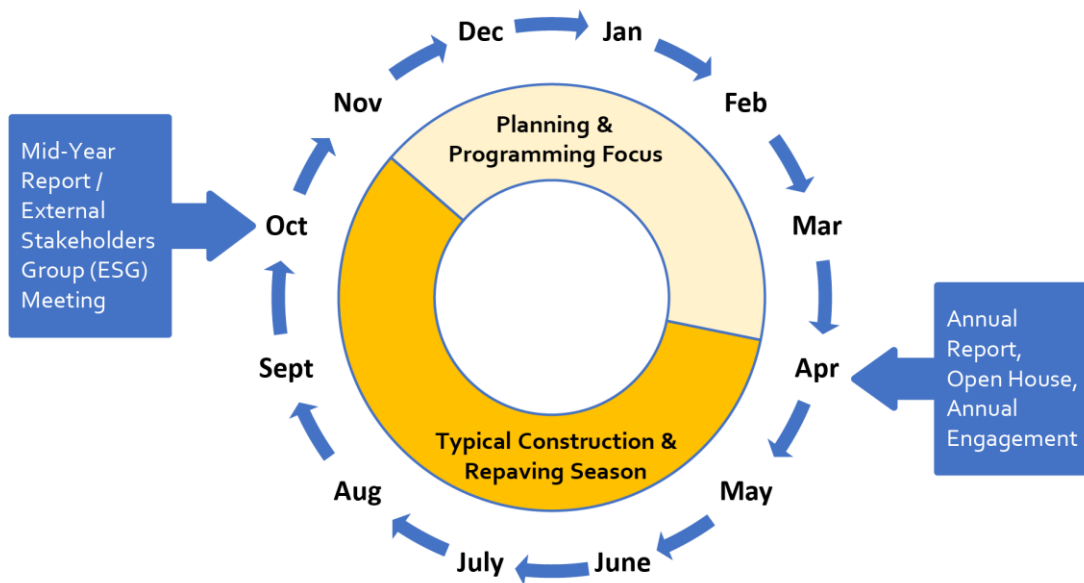 Dec
Jan
Nov
Feb
Planning &
Programming Focus
Mid-Year
Report /
External
Stakeholders
Group (ESG)
Meeting
Oct
Mar
Sept
Apr
Annual
Report,
Open House,
Annual
Engagement
Typical Construction &
Repaving Season
Aug
May
July
June